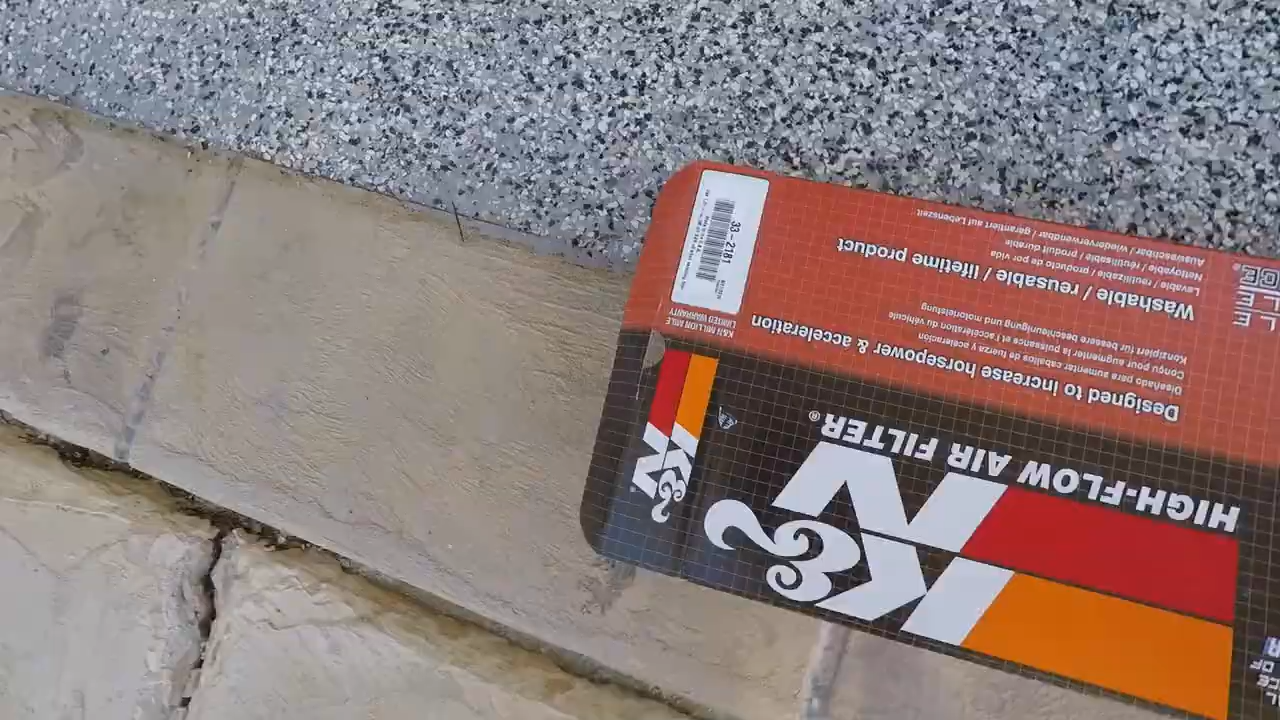 K&N
HIGH-FLOW AIR FILTER®
Designed to increase horsepower & acceleration
Diseñado para aumentar caballos de fuerza y aceleración
Conçu pour augmenter la puissance et l'accélération du véhicule
Konzipiert für bessere beschleunigung und motorleistung
Washable / reusable / lifetime product
Lavable / reutilizable / producto de por vida
Nettoyable / réutilisable / produit durable
Auswaschbar / wiederverwendbar / garantiert auf Lebenszeit
K&N
K&N MILLION MILE
LIMITED WARRANTY
33-2181